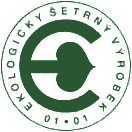 EKOLOGICKY ŠETRNÝ VÝROBEK
01 • 01